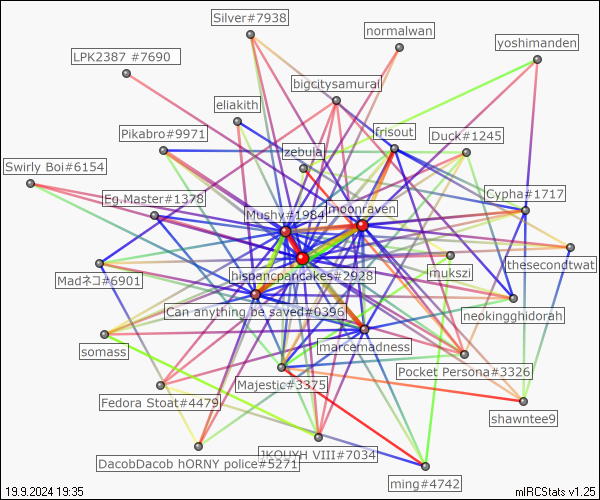 Silver#7938
normalwan
yoshimanden
LPK2387 #7690
bigcitysamurai
eliakith
Pikabro#9971
frisout
Duck#1245
zebula
Swirly Boi#6154
Eg.Master#1378
Cypha#1717
Mushy#1984
moonraven
thesecondtwat
Madネコ#6901
hispancpancakes#2928
mukszi
Can anything be saved#0396
neokingghidorah
marcemadness
somass
Pocket Persona#3326
Majestic#3375
Fedora Stoat#4479
shawntee9
JKOUYH VIII#7034
DacobDacob hORNY police#5271
ming#4742
19.9.2024 19:35
mIRCStats v1.25